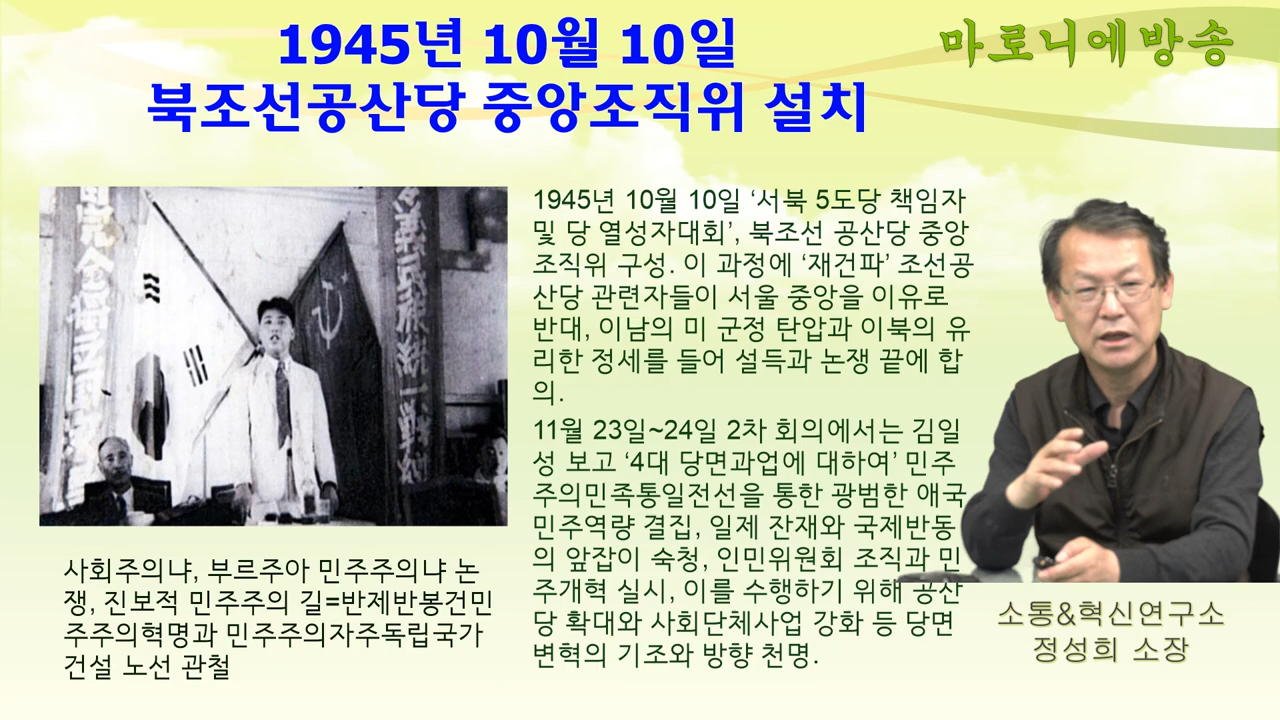 1945년 10월 10일
북조선공산당 중앙조직위 설치
마로니에방송
1945년 10월 10일 ‘서북 5도당 책임자
및 당 열성자대회’, 북조선 공산당 중앙
조직위 구성. 이 과정에 ‘재건파’ 조선공
산당 관련자들이 서울 중앙을 이유로
반대, 이남의 미 군정 탄압과 이북의 유
리한 정세를 들어 설득과 논쟁 끝에 합
의.
11월 23일~24일 2차 회의에서는 김일
성 보고 ‘4대 당면과업에 대하여’ 민주
주의민족통일전선을 통한 광범한 애국
민주역량 결집, 일제 잔재와 국제반동
의 앞잡이 숙청, 인민위원회 조직과 민
주개혁 실시, 이를 수행하기 위해 공산
당 확대와 사회단체사업 강화 등 당면
변혁의 기조와 방향 천명.
사회주의냐, 부르주아 민주주의냐 논
쟁, 진보적 민주주의 길=반제반봉건민
주주의혁명과 민주주의자주독립국가
건설 노선 관철
소통&혁신연구소
정성희 소장